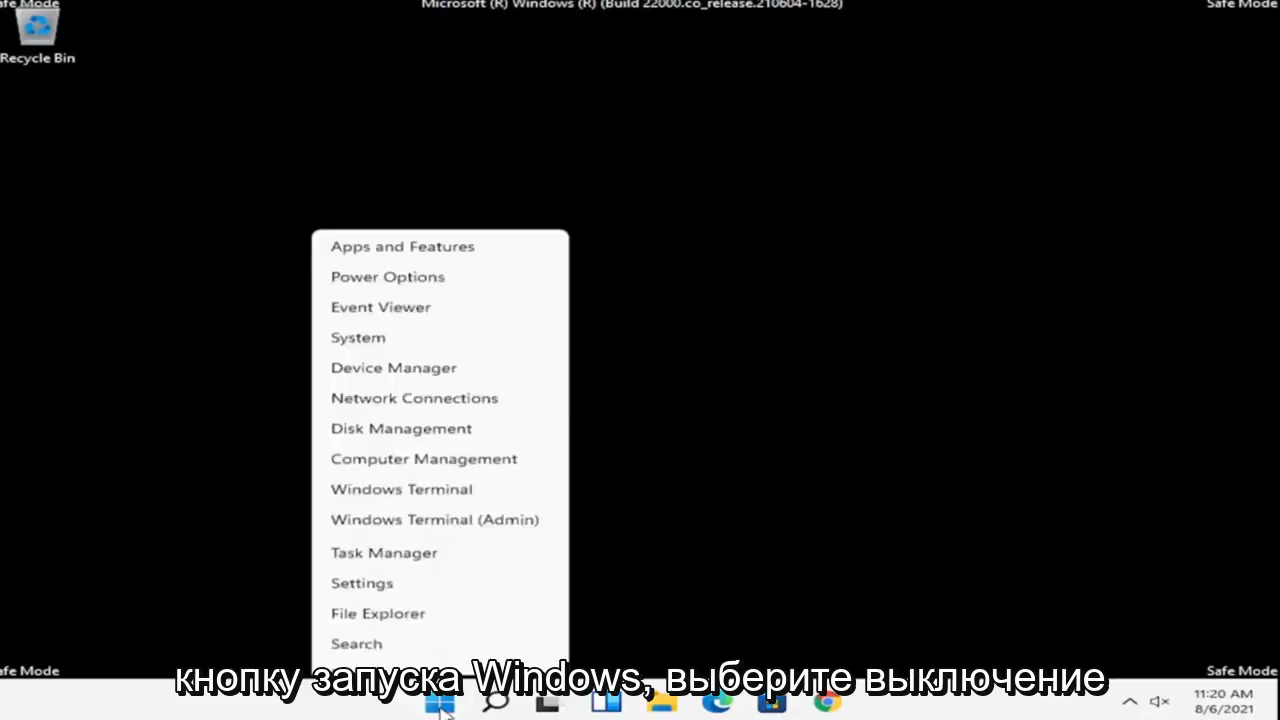 afe Mode
Microsoft (R) Windows (R) (Build 22000.co_release.210604-1628)
Safe Mode
Recycle Bin
Apps and Features
Power Options
Event Viewer
System
Device Manager
Network Connections
Disk Management
Computer Management
Windows Terminal
Windows Terminal (Admin)
Task Manager
Settings
File Explorer
Search
afe Mode
Safe Mode
кнопку запуска Windows, выберите выключение
11:20 AM
8/6/2021